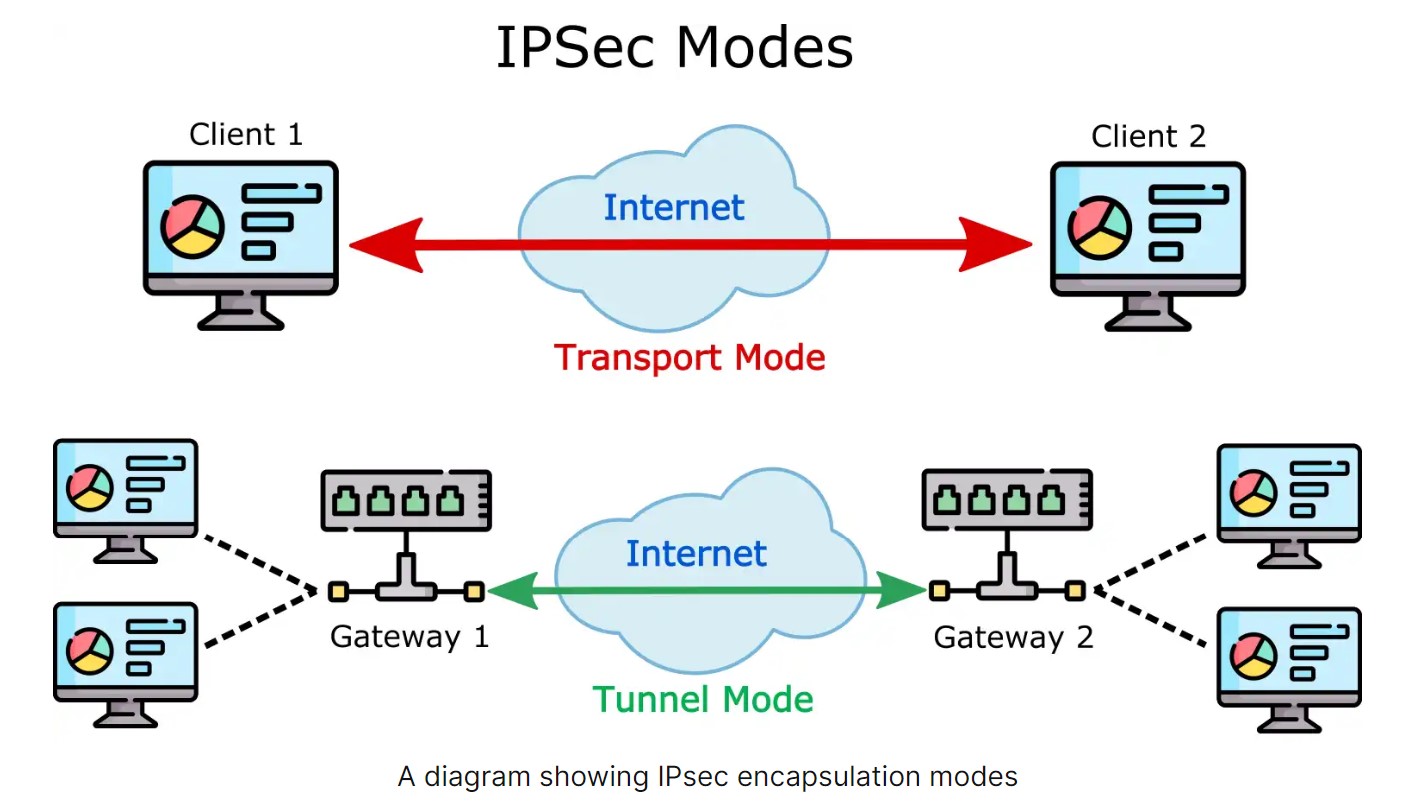 IPSec Modes
Client 1
Client 2
Internet
Transport Mode
Internet
Gateway 1
Gateway 2
Tunnel Mode
A diagram showing IPsec encapsulation modes